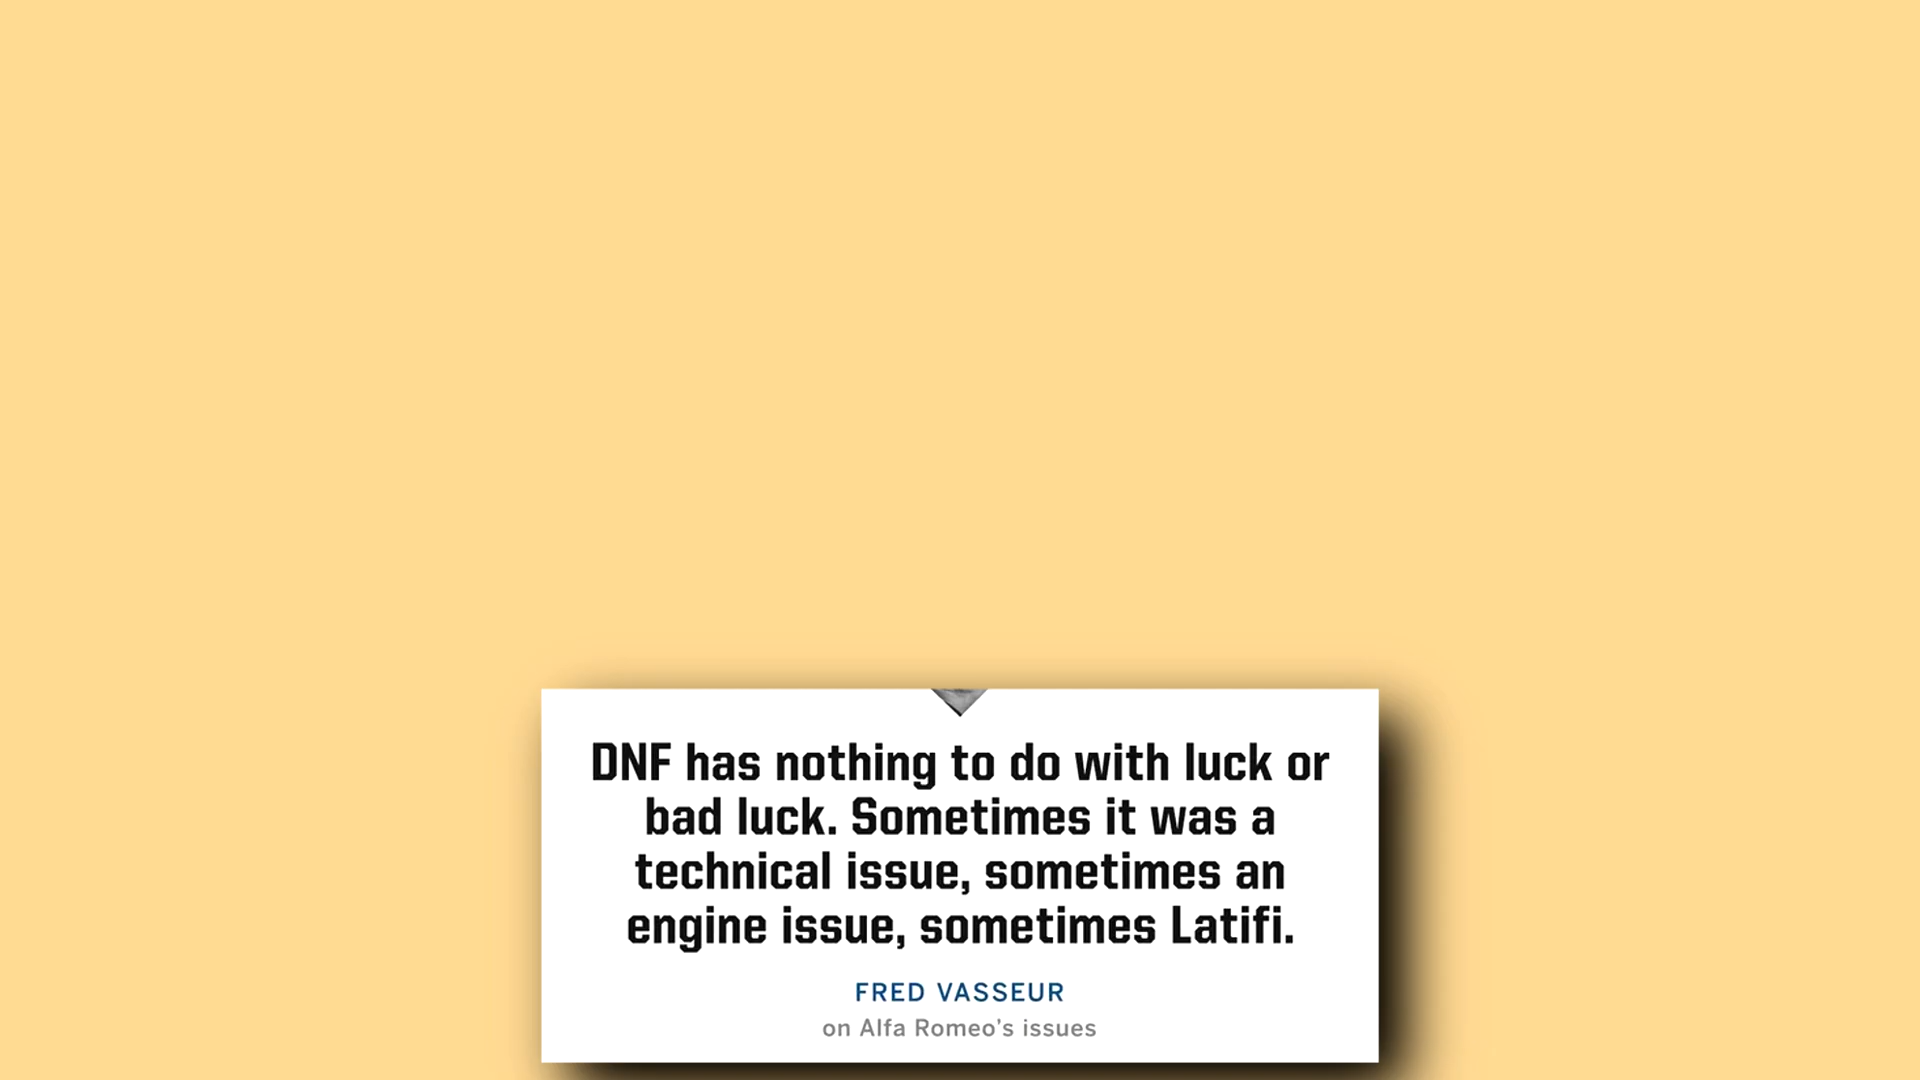 DNF has nothing to do with luck or
bad luck. Sometimes it was a
technical issue, sometimes an
engine issue, sometimes Latifi.
FRED VASSEUR
on Alfa Romeo's issues